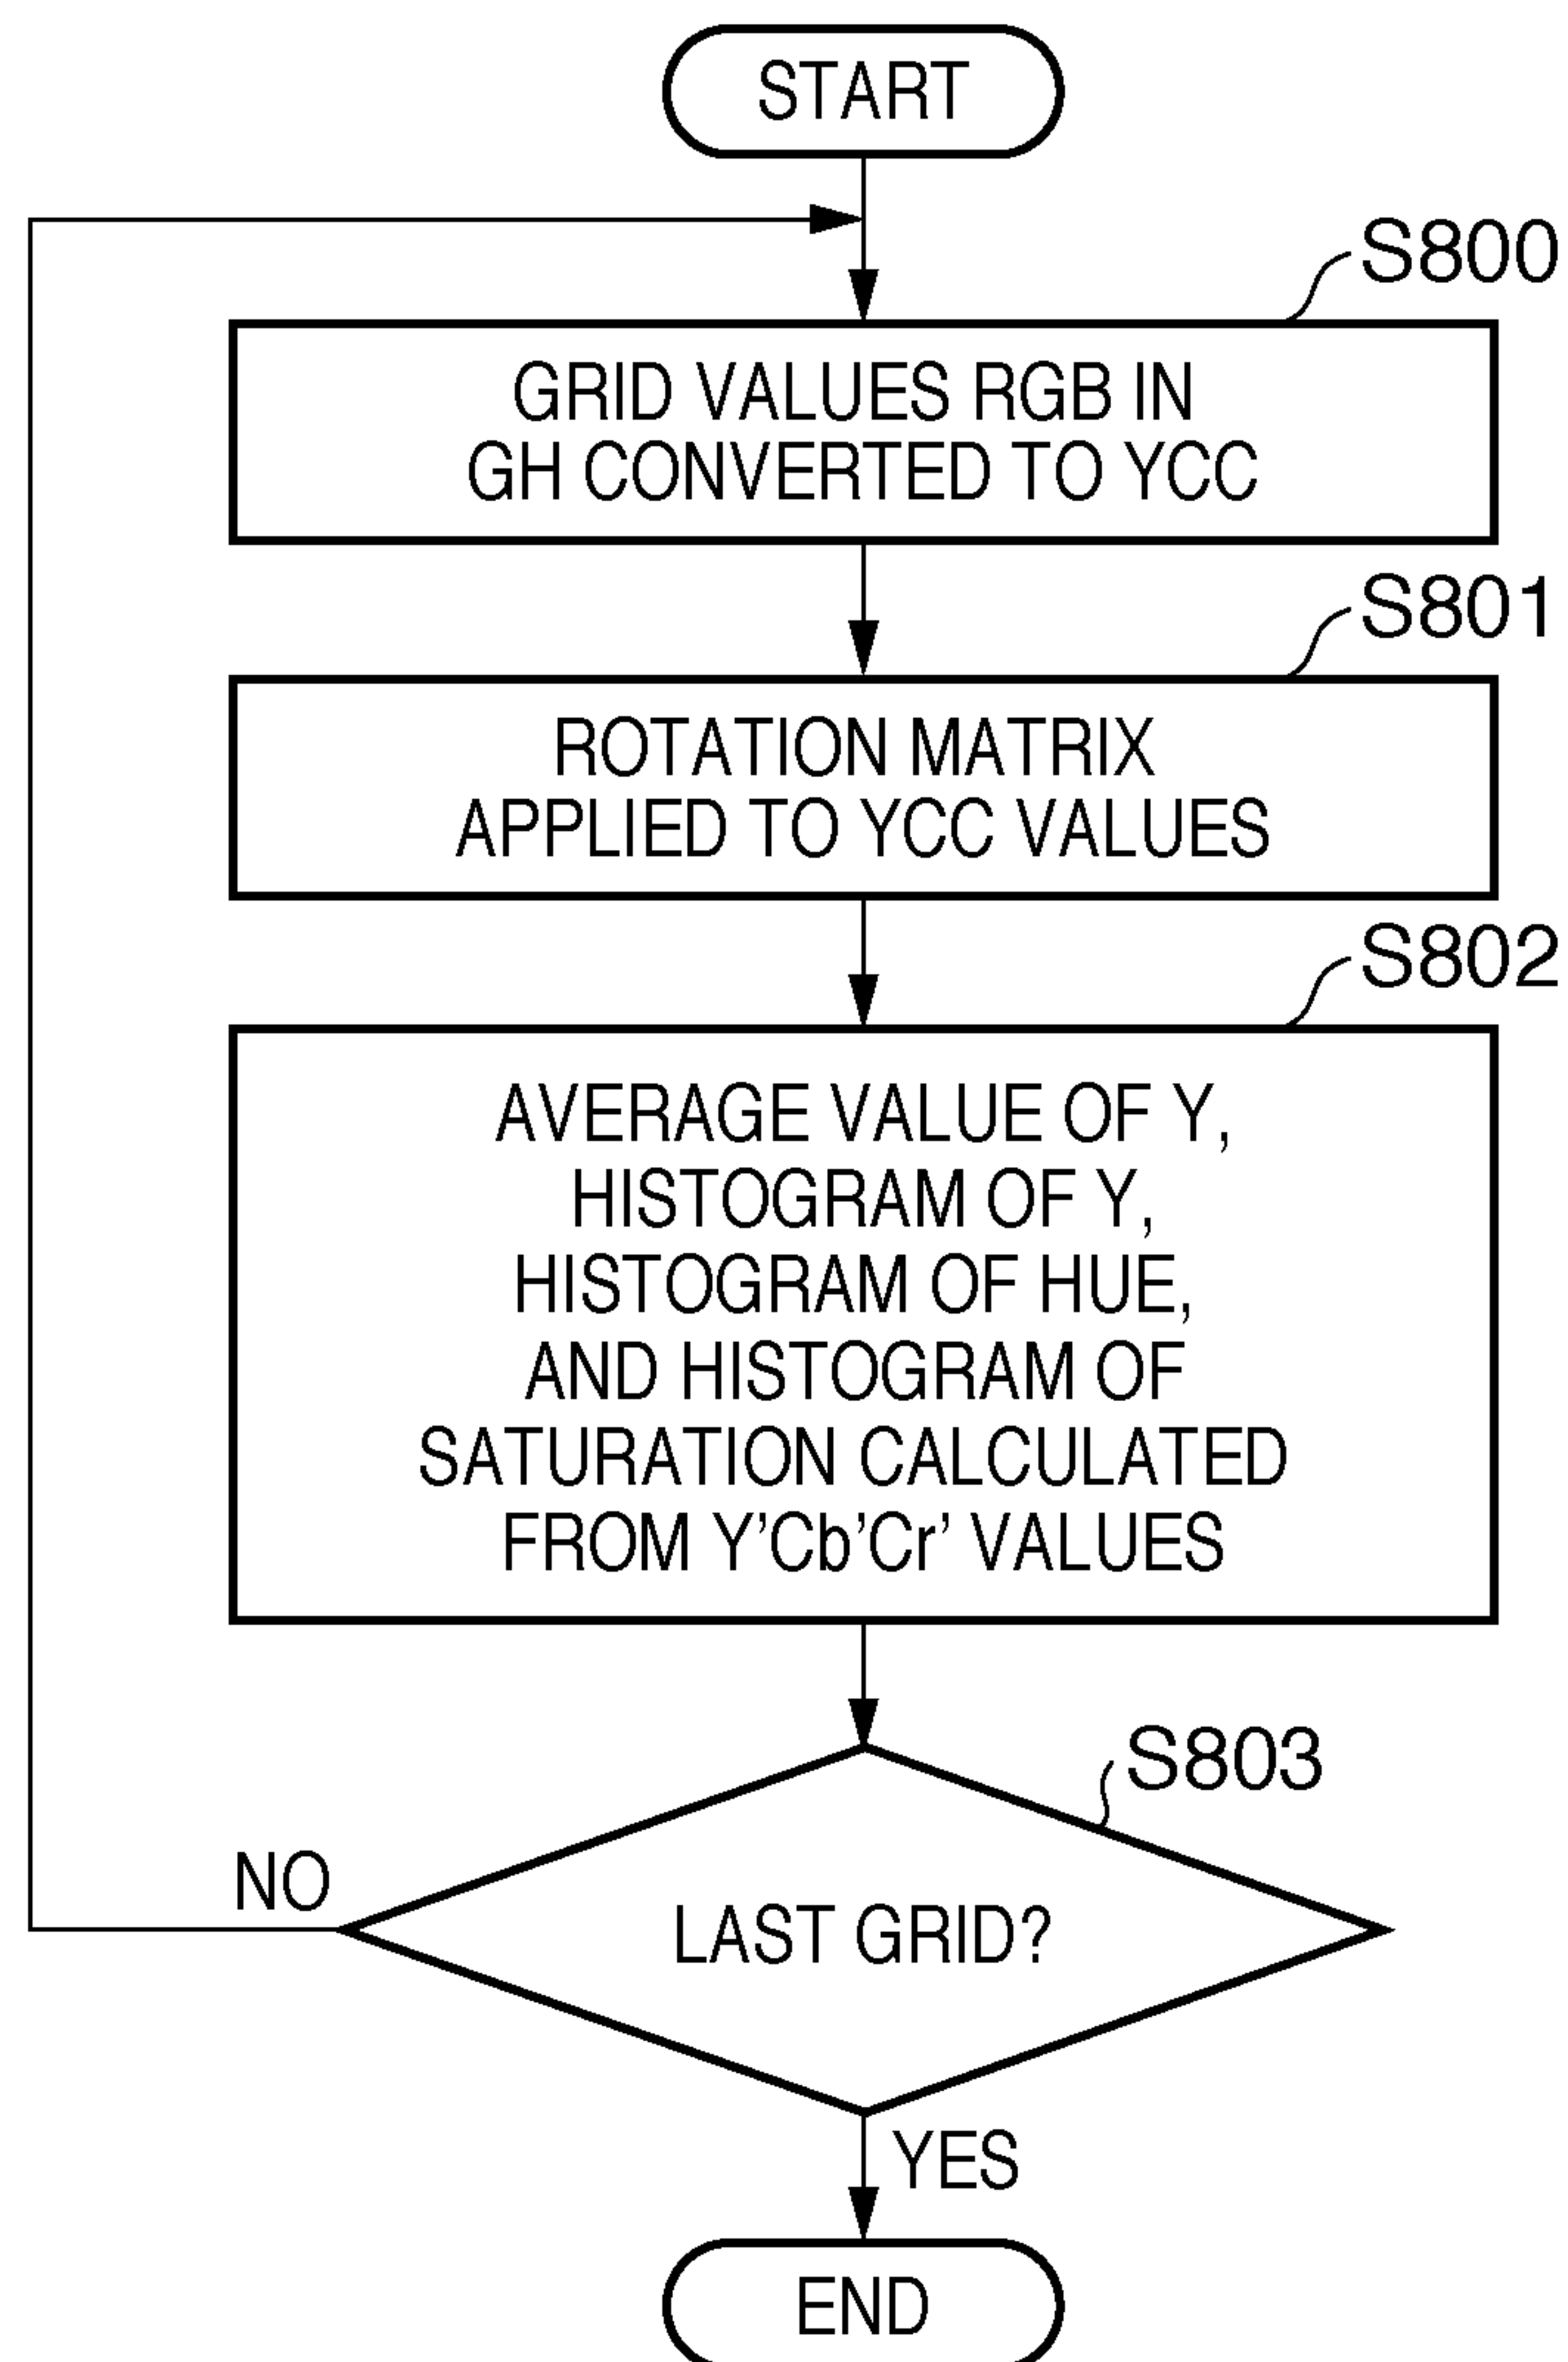 START
S800
GRID VALUES RGB IN
GH CONVERTED TO YCC
S801
ROTATION MATRIX
APPLIED TO YCC VALUES
S802
AVERAGE VALUE OF Y,
HISTOGRAM OF Y,
HISTOGRAM OF HUE,
AND HISTOGRAM OF
SATURATION CALCULATED
FROM Y'Cb'Cr' VALUES
S803
NO
LAST GRID?
YES
END